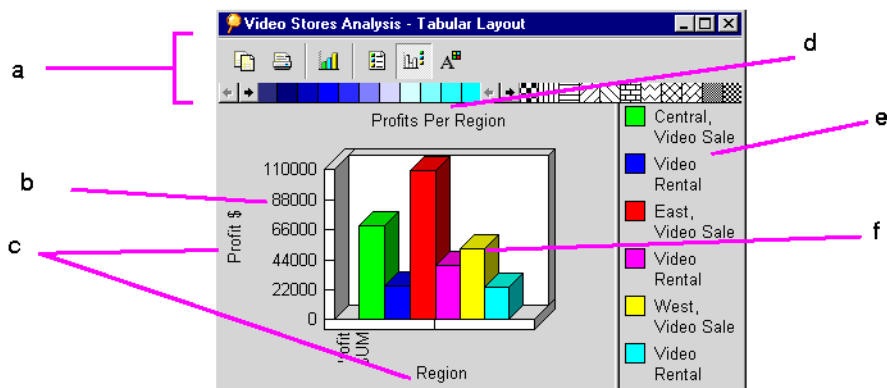 Video Stores Analysis - Tabular Layout
a
d
Profits Per Region
e
Central,
Video Sale
Video
Rental
East,
Video Sale
Video
Rental
West,
Video Sale
Video
Rental
b
c
f
Profit $
110000
88000
66000
44000
22000
0
SUM
Region